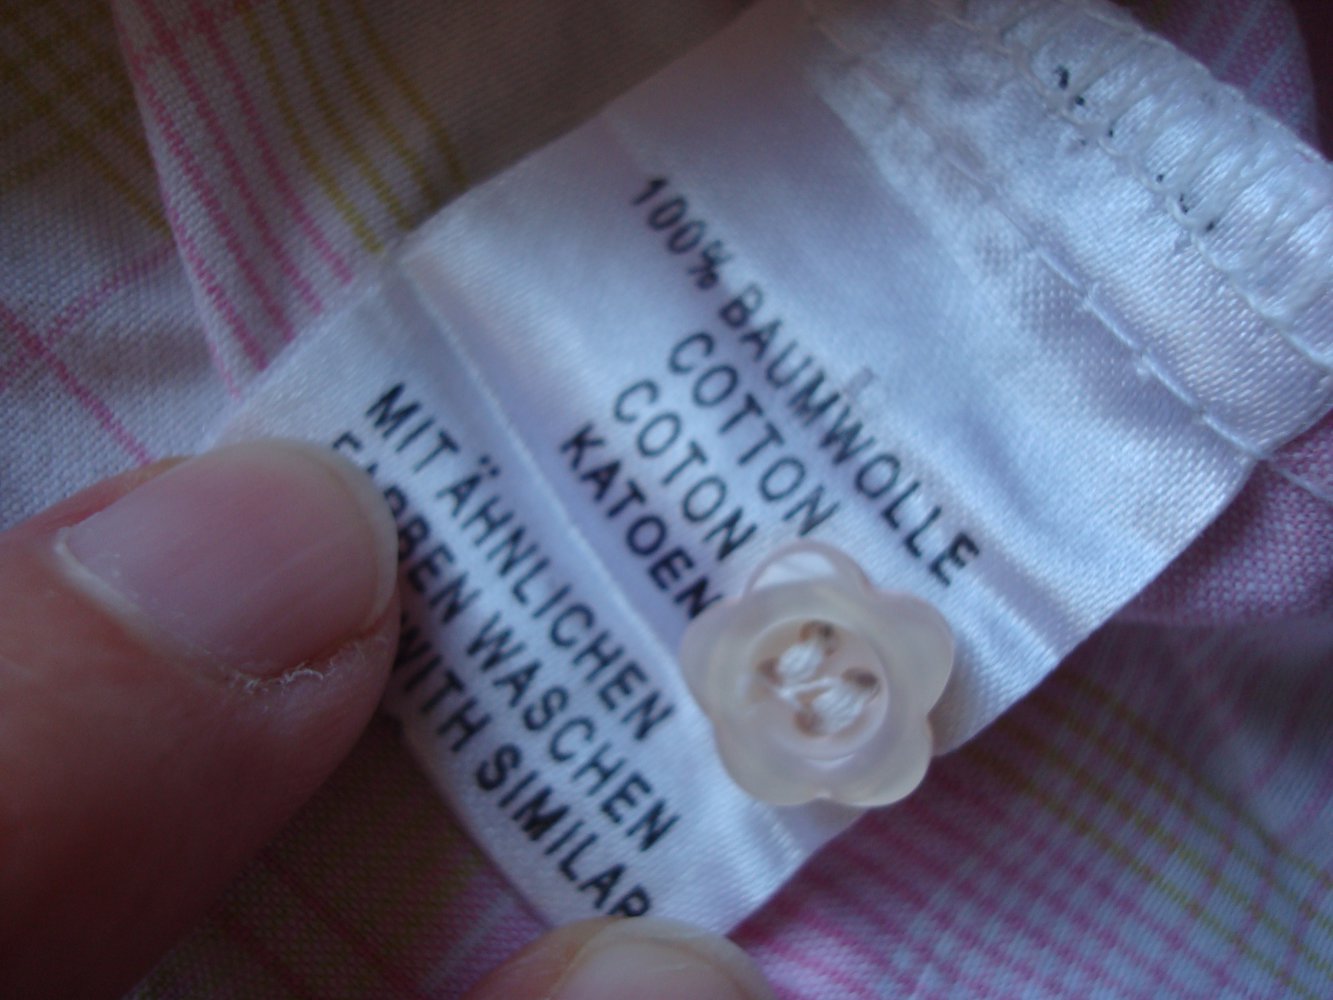 100% BAUMWOLLE
COTTON
COTON
KATOEN
MIT ÄHNLICHEN
FARBEN WASCHEN
WITH SIMILAR